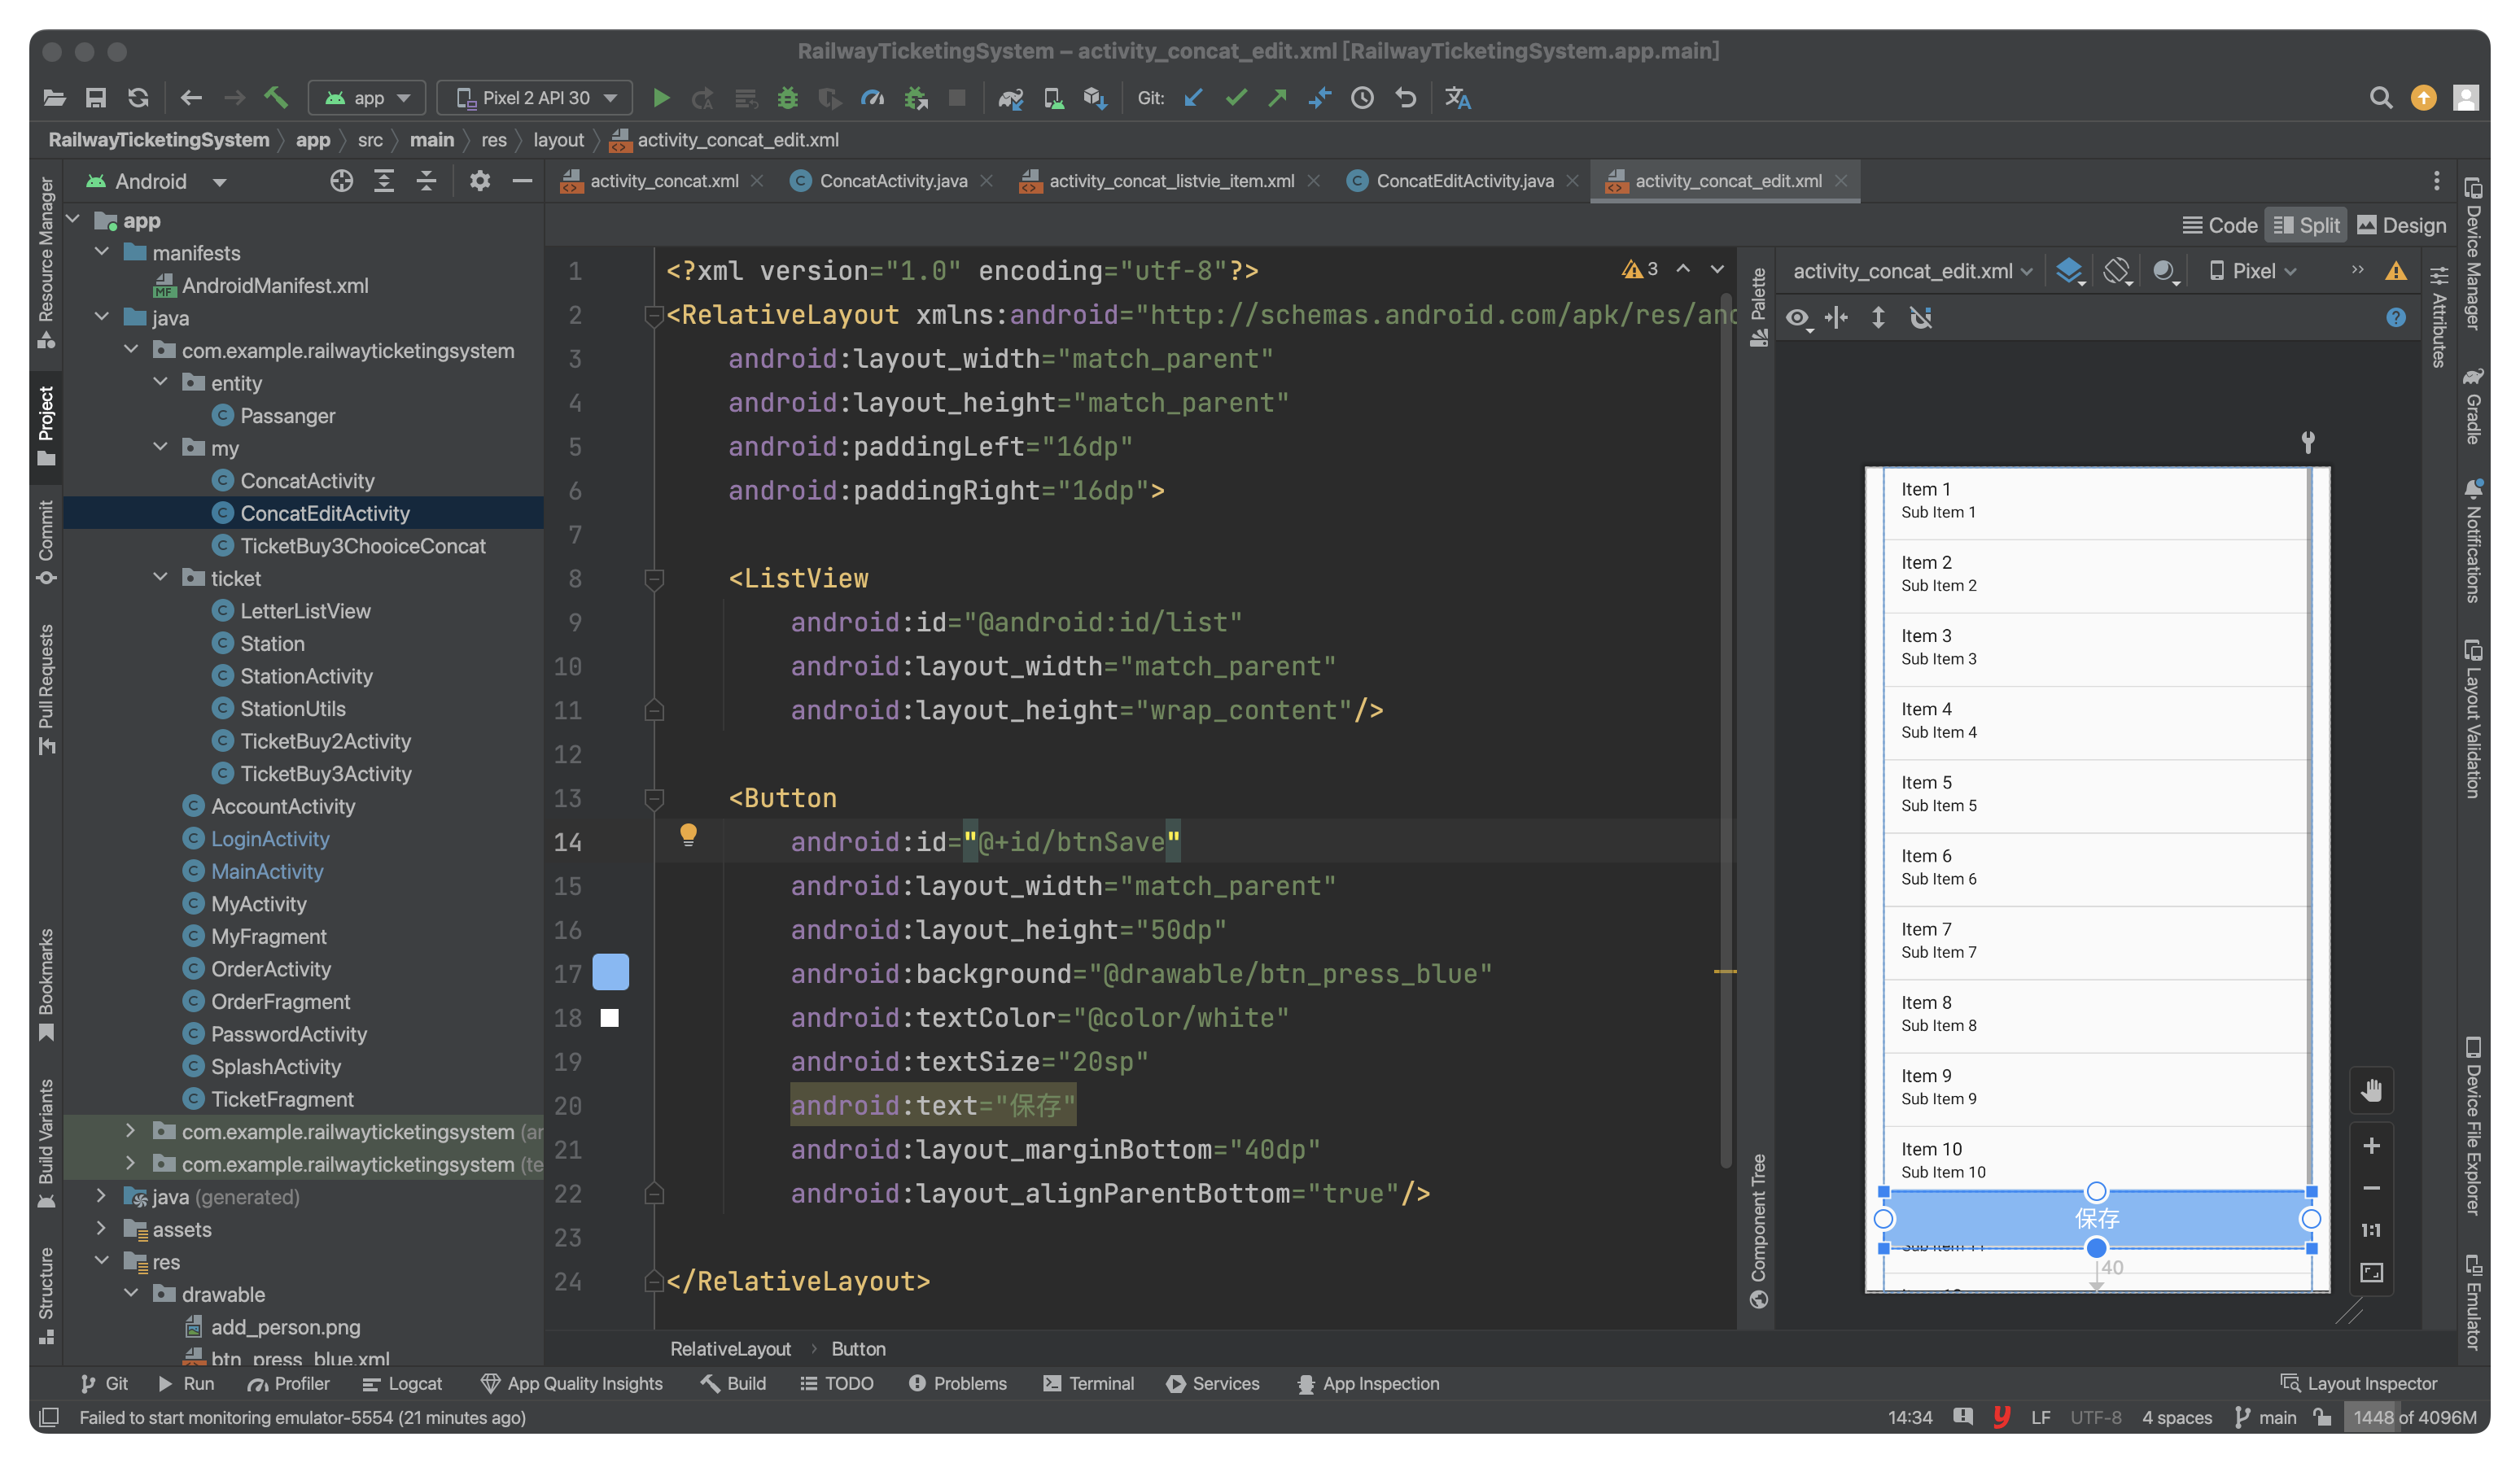 RailwayTicketingSystem – activity_concat_edit.xml [RailwayTicketingSystem.app.main]
app
Pixel 2 API 30
Git:
RailwayTicketingSystem
app
src
main
res
layout
activity_concat_edit.xml
Android
activity_concat.xml
ConcatActivity.java
activity_concat_listvie_item.xml
ConcatEditActivity.java
activity_concat_edit.xml
Code
Split
Design
Resource Manager
Project
Commit
Pull Requests
Bookmarks
Build Variants
Structure
app
manifests
AndroidManifest.xml
java
com.example.railwayticketingsystem
entity
Passanger
my
ConcatActivity
ConcatEditActivity
TicketBuy3ChooiceConcat
ticket
LetterListView
Station
StationActivity
StationUtils
TicketBuy2Activity
TicketBuy3Activity
AccountActivity
LoginActivity
MainActivity
MyActivity
MyFragment
OrderActivity
OrderFragment
PasswordActivity
SplashActivity
TicketFragment
com.example.railwayticketingsystem (ar
com.example.railwayticketingsystem (te
java (generated)
assets
res
drawable
add_person.png
btn_press_blue.xml
1 <?xml version="1.0" encoding="utf-8"?>
2 <RelativeLayout xmlns:android="http://schemas.android.com/apk/res/and
3 android:layout_width="match_parent"
4 android:layout_height="match_parent"
5 android:paddingLeft="16dp"
6 android:paddingRight="16dp">
7
8 <ListView
9 android:id="@android:id/list"
10 android:layout_width="match_parent"
11 android:layout_height="wrap_content"/>
12
13 <Button
14 android:id="@+id/btnSave"
15 android:layout_width="match_parent"
16 android:layout_height="50dp"
17 android:background="@drawable/btn_press_blue"
18 android:textColor="@color/white"
19 android:textSize="20sp"
20 android:text="保存"
21 android:layout_marginBottom="40dp"
22 android:layout_alignParentBottom="true"/>
23
24 </RelativeLayout>
3
RelativeLayout
Button
Palette
Component Tree
activity_concat_edit.xml
Pixel
Item 1
Sub Item 1
Item 2
Sub Item 2
Item 3
Sub Item 3
Item 4
Sub Item 4
Item 5
Sub Item 5
Item 6
Sub Item 6
Item 7
Sub Item 7
Item 8
Sub Item 8
Item 9
Sub Item 9
Item 10
Sub Item 10
保存
40
1:1
Attributes
Device Manager
Gradle
Notifications
Layout Validation
Device File Explorer
Emulator
Git
Run
Profiler
Logcat
App Quality Insights
Build
TODO
Problems
Terminal
Services
App Inspection
Layout Inspector
Failed to start monitoring emulator-5554 (21 minutes ago)
14:34
LF
UTF-8
4 spaces
main
1448 of 4096M